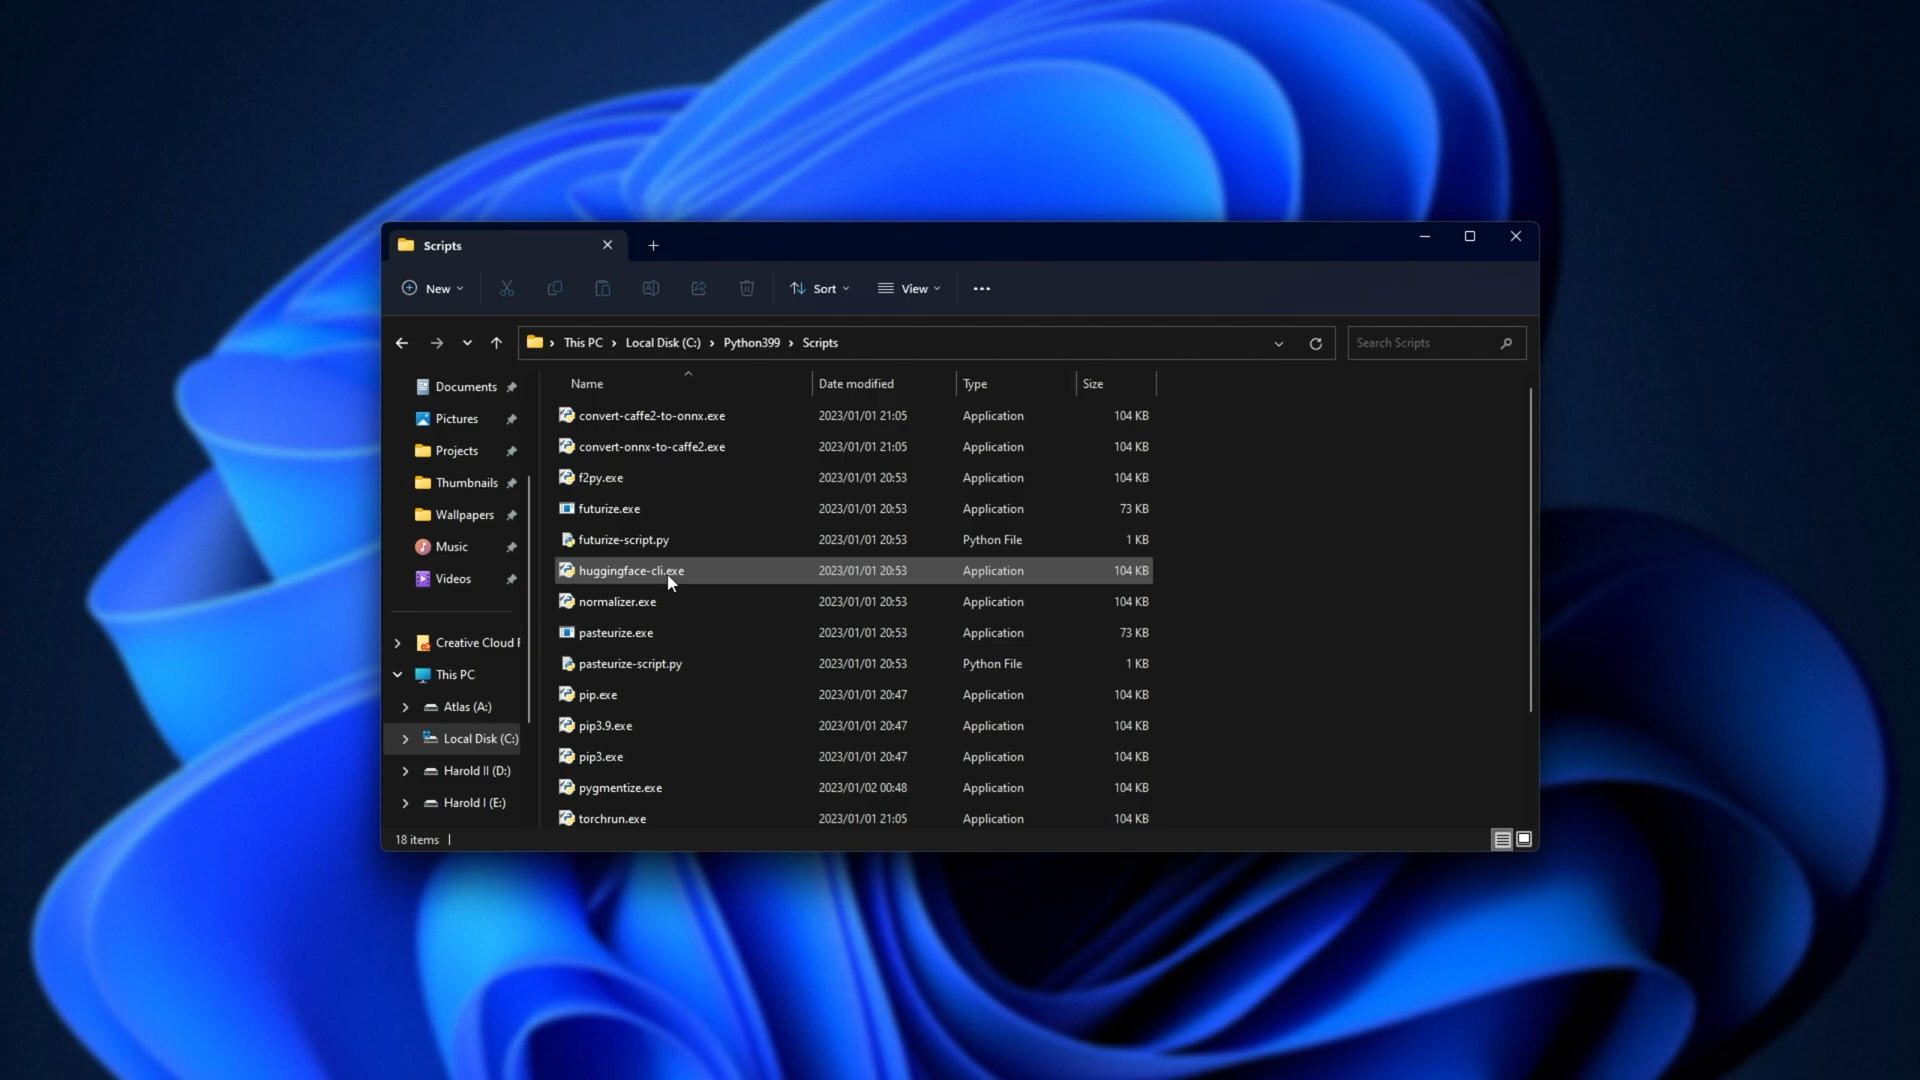 Scripts
New
Sort
View
This PC
Local Disk (C:)
Python399
Scripts
Search Scripts
Documents
Pictures
Projects
Thumbnails
Wallpapers
Music
Videos
Creative Cloud F
This PC
Atlas (A:)
Local Disk (C:)
Harold II (D:)
Harold I (E:)
Name Date modified Type Size
convert-caffe2-to-onnx.exe 2023/01/01 21:05 Application 104 KB
convert-onnx-to-caffe2.exe 2023/01/01 21:05 Application 104 KB
f2py.exe 2023/01/01 20:53 Application 104 KB
futurize.exe 2023/01/01 20:53 Application 73 KB
futurize-script.py 2023/01/01 20:53 Python File 1 KB
huggingface-cli.exe 2023/01/01 20:53 Application 104 KB
normalizer.exe 2023/01/01 20:53 Application 104 KB
pasteurize.exe 2023/01/01 20:53 Application 73 KB
pasteurize-script.py 2023/01/01 20:53 Python File 1 KB
pip.exe 2023/01/01 20:47 Application 104 KB
pip3.9.exe 2023/01/01 20:47 Application 104 KB
pip3.exe 2023/01/01 20:47 Application 104 KB
pygmentize.exe 2023/01/02 00:48 Application 104 KB
torchrun.exe 2023/01/01 21:05 Application 104 KB
18 items